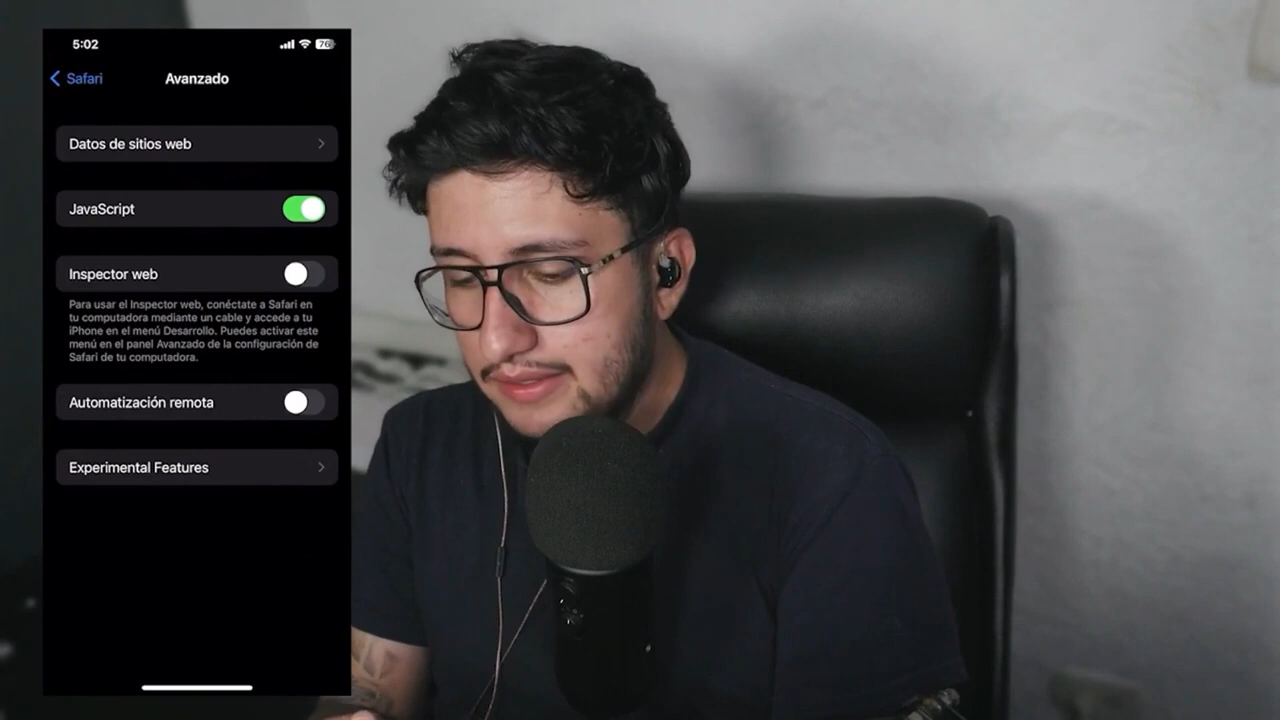 5:02
76
Safari
Avanzado
Datos de sitios web
JavaScript
Inspector web
Para usar el Inspector web, conéctate a Safari en
tu computadora mediante un cable y accede a tu
iPhone en el menú Desarrollo. Puedes activar este
menú en el panel Avanzado de la configuración de
Safari de tu computadora.
Automatización remota
Experimental Features